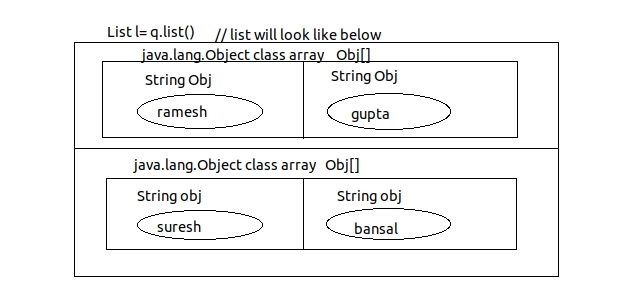 List l= q.list() // list will look like below
java.lang.Object class array Obj[]
String Obj String Obj
ramesh gupta
java.lang.Object class array Obj[]
String obj String obj
suresh bansal